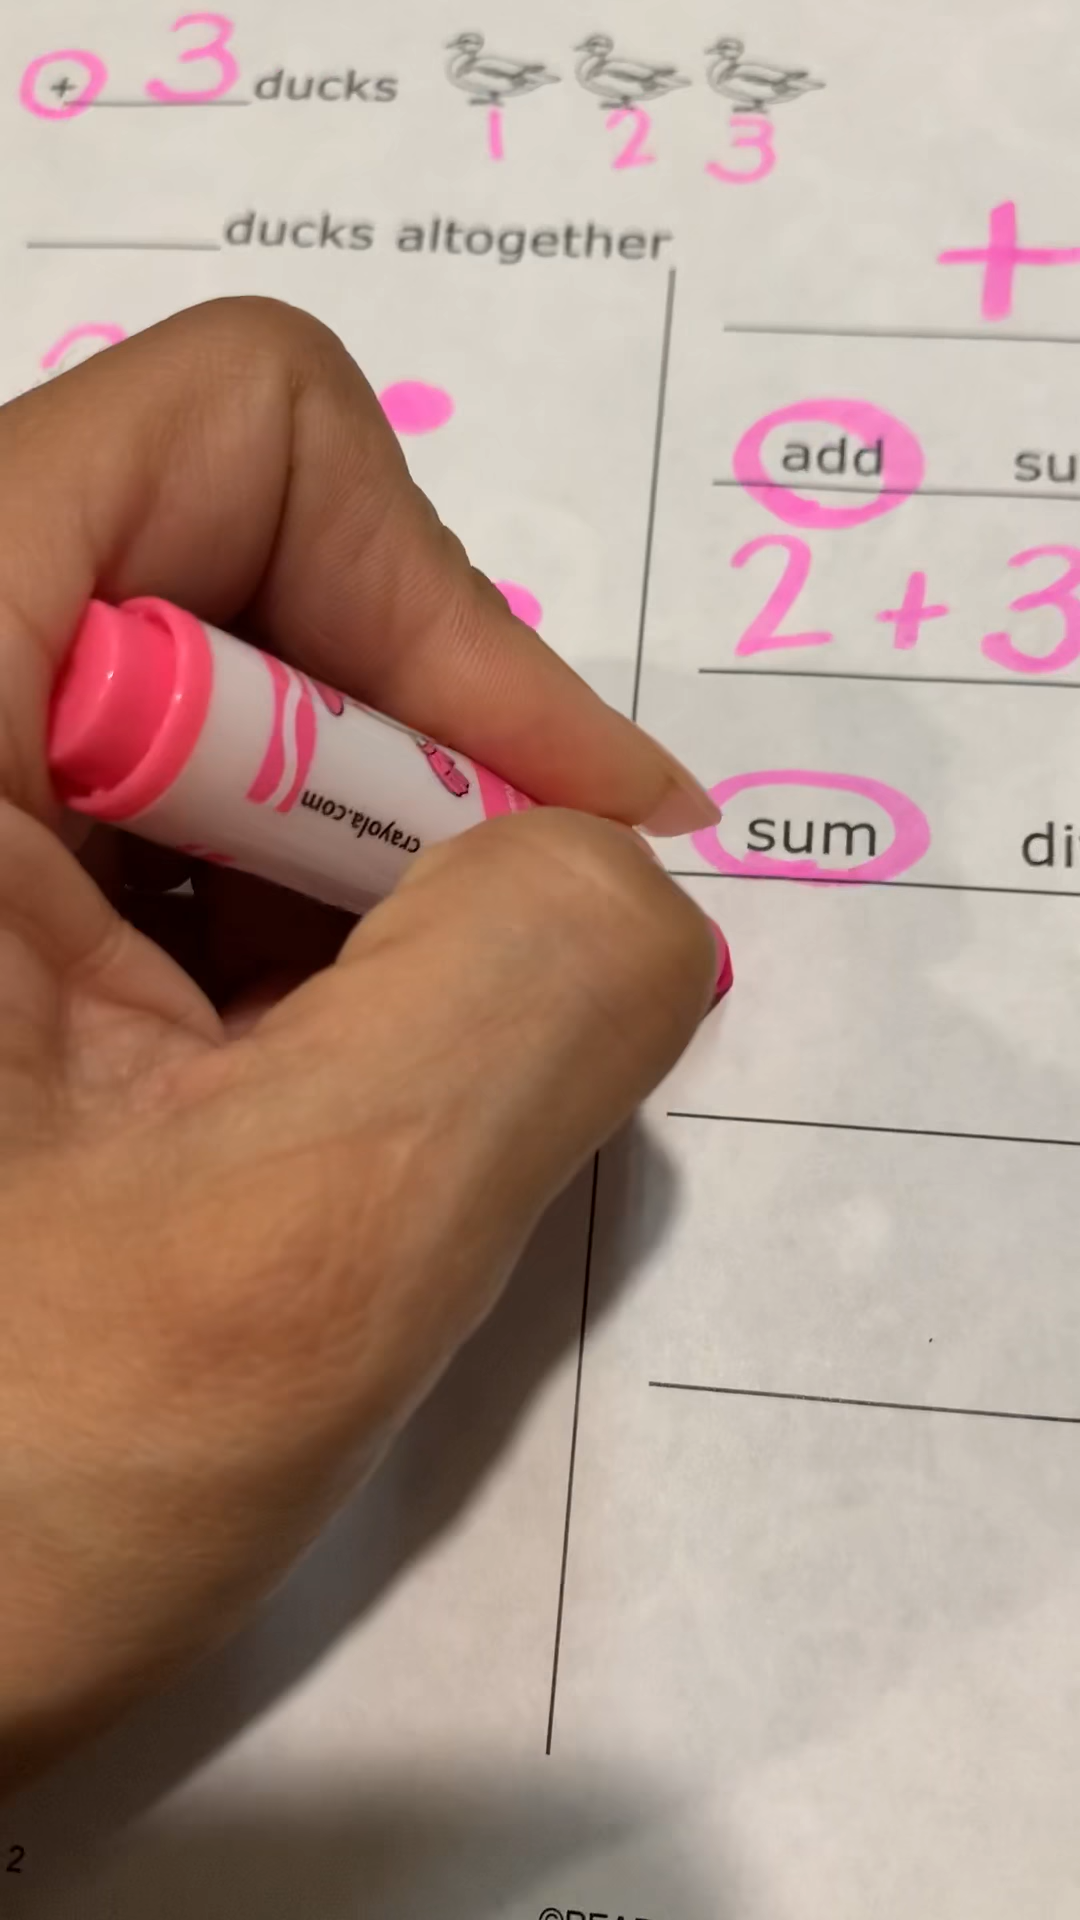 + 3 ducks
1 2 3
ducks altogether
+
add su
2 + 3
crayola.com
sum di
2